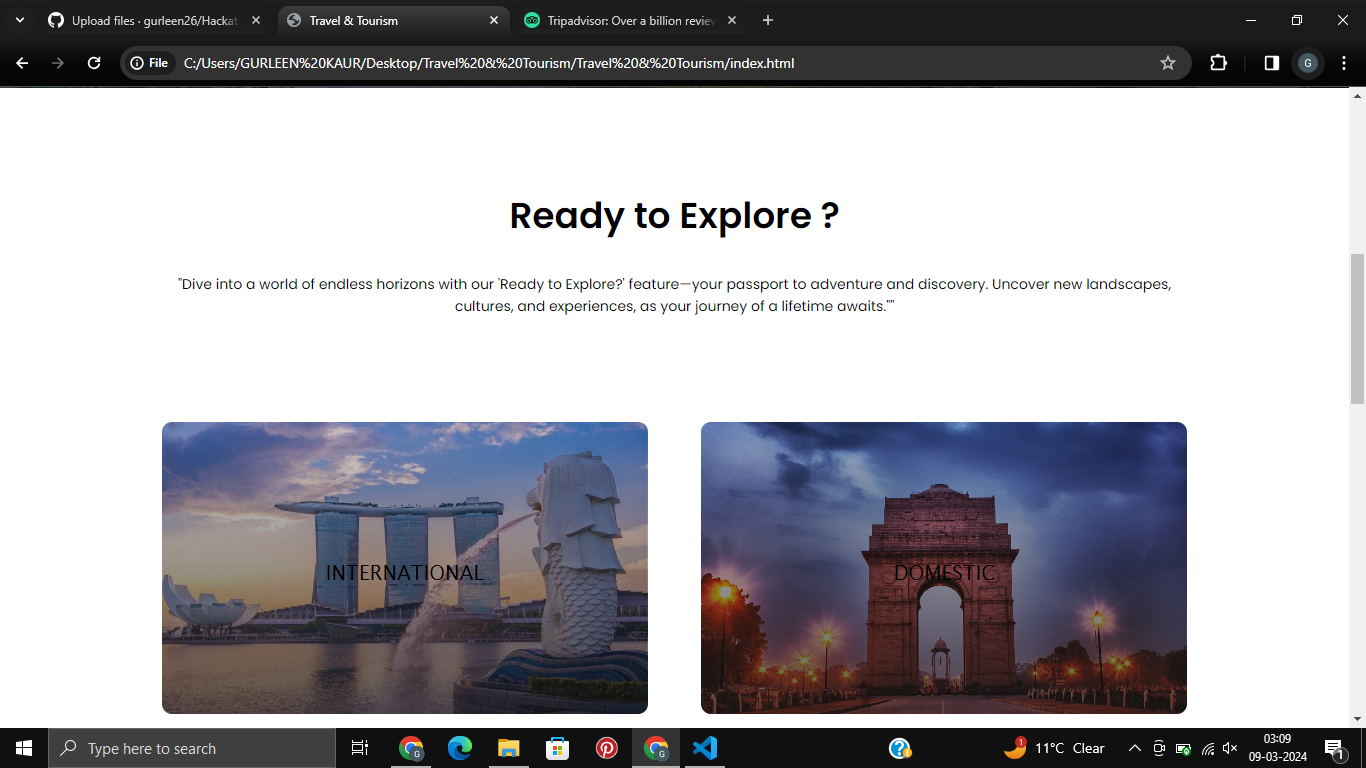 Upload files · gurleen26/Hackat
Travel & Tourism
Tripadvisor: Over a billion review
File
C:/Users/GURLEEN%20KAUR/Desktop/Travel%20&%20Tourism/Travel%20&%20Tourism/index.html
G
Ready to Explore ?
"Dive into a world of endless horizons with our 'Ready to Explore?' feature—your passport to adventure and discovery. Uncover new landscapes,
cultures, and experiences, as your journey of a lifetime awaits.""
INTERNATIONAL
DOMESTIC
Type here to search
G
G
1
11°C Clear
03:09
09-03-2024
1